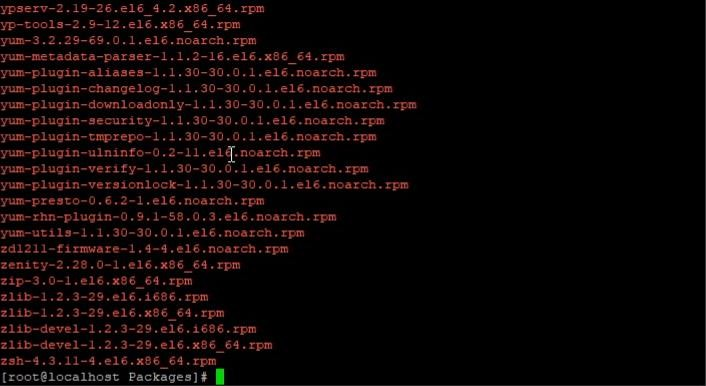 ypserv-2.19-26.el6_4.2.x86_64.rpm
yp-tools-2.9-12.el6.x86_64.rpm
yum-3.2.29-69.0.1.el6.noarch.rpm
yum-metadata-parser-1.1.2-16.el6.x86_64.rpm
yum-plugin-aliases-1.1.30-30.0.1.el6.noarch.rpm
yum-plugin-changelog-1.1.30-30.0.1.el6.noarch.rpm
yum-plugin-downloadonly-1.1.30-30.0.1.el6.noarch.rpm
yum-plugin-security-1.1.30-30.0.1.el6.noarch.rpm
yum-plugin-tmprepo-1.1.30-30.0.1.el6.noarch.rpm
yum-plugin-ulninfo-0.2-11.el6.noarch.rpm
yum-plugin-verify-1.1.30-30.0.1.el6.noarch.rpm
yum-plugin-versionlock-1.1.30-30.0.1.el6.noarch.rpm
yum-presto-0.6.2-1.el6.noarch.rpm
yum-rhn-plugin-0.9.1-58.0.3.el6.noarch.rpm
yum-utils-1.1.30-30.0.1.el6.noarch.rpm
zd1211-firmware-1.4-4.el6.noarch.rpm
zenity-2.28.0-1.el6.x86_64.rpm
zip-3.0-1.el6.x86_64.rpm
zlib-1.2.3-29.el6.i686.rpm
zlib-1.2.3-29.el6.x86_64.rpm
zlib-devel-1.2.3-29.el6.i686.rpm
zlib-devel-1.2.3-29.el6.x86_64.rpm
zsh-4.3.11-4.el6.x86_64.rpm
[root@localhost Packages]#